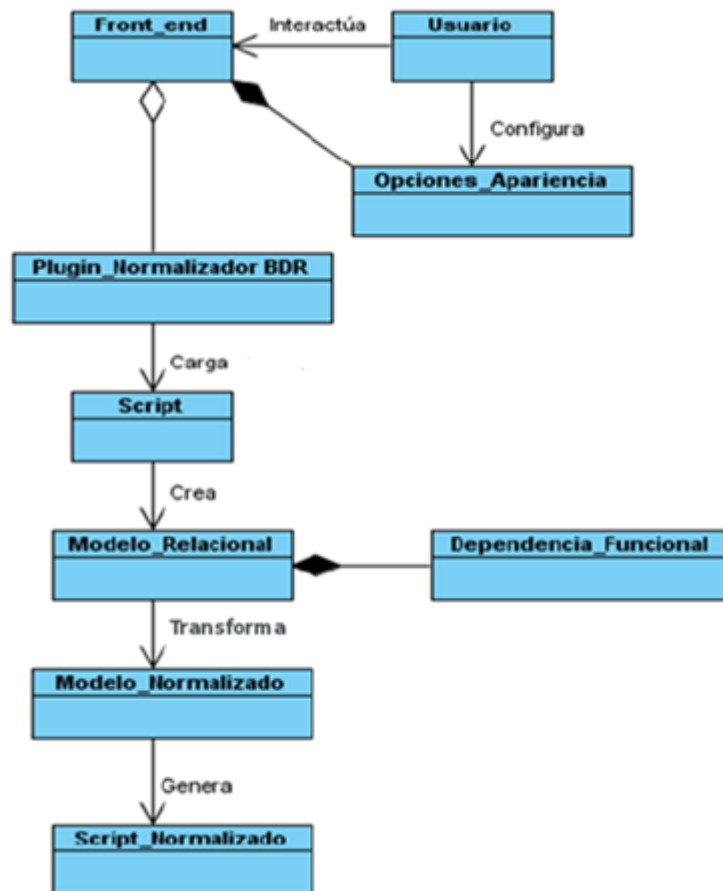 Front_end
Interactúa
Usuario
Configura
Opciones_Apariencia
Plugin_Normalizador BDR
Carga
Script
Crea
Modelo_Relacional
Dependencia_Funcional
Transforma
Modelo_Normalizado
Genera
Script_Normalizado